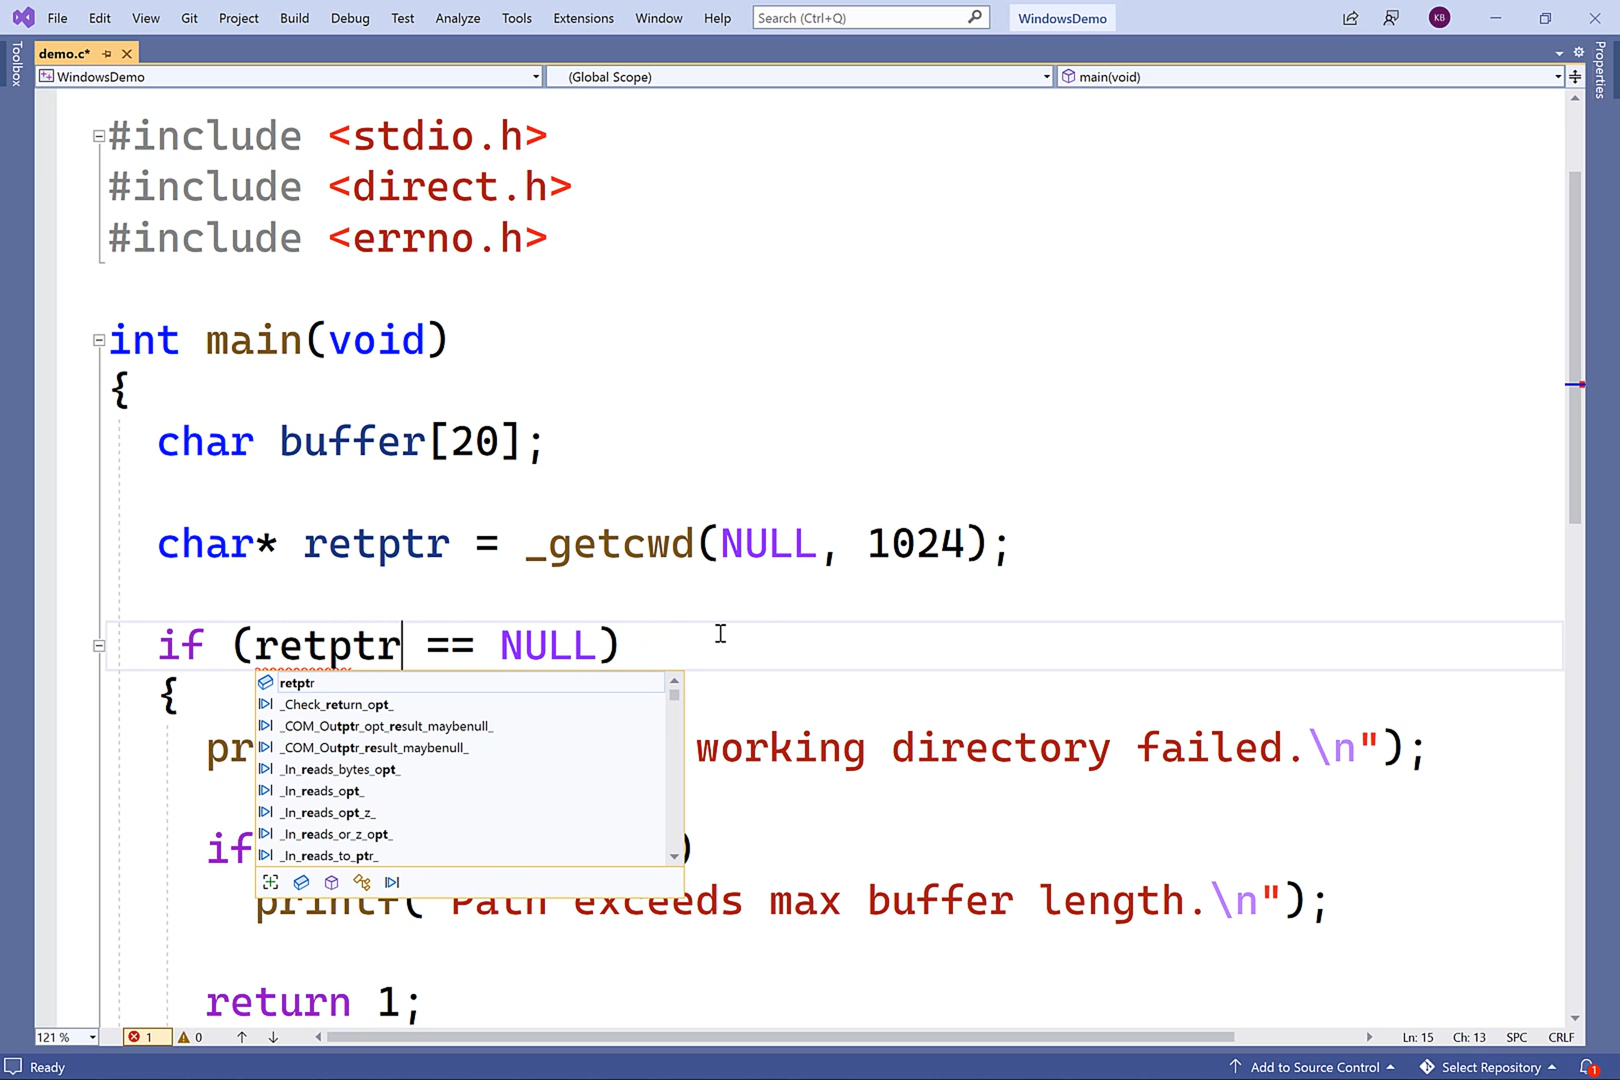 File Edit View Git Project Build Debug Test Analyze Tools Extensions Window Help Search (Ctrl+Q) WindowsDemo KB
demo.c*
Toolbox
Properties
WindowsDemo (Global Scope) main(void)
#include <stdio.h>
#include <direct.h>
#include <errno.h>
int main(void)
{
char buffer[20];
char* retptr = _getcwd(NULL, 1024);
if (retptr == NULL)
{
retptr
_Check_return_opt_
_COM_Outptr_opt_result_maybenull_
_COM_Outptr_result_maybenull_
_In_reads_bytes_opt_
_In_reads_opt_
_In_reads_opt_z_
_In_reads_or_z_opt_
_In_reads_to_ptr_
pr working directory failed.\n");
if )
printf("Path exceeds max buffer length.\n");
return 1;
121 % 1 0 Ln: 15 Ch: 13 SPC CRLF
Ready Add to Source Control Select Repository 1